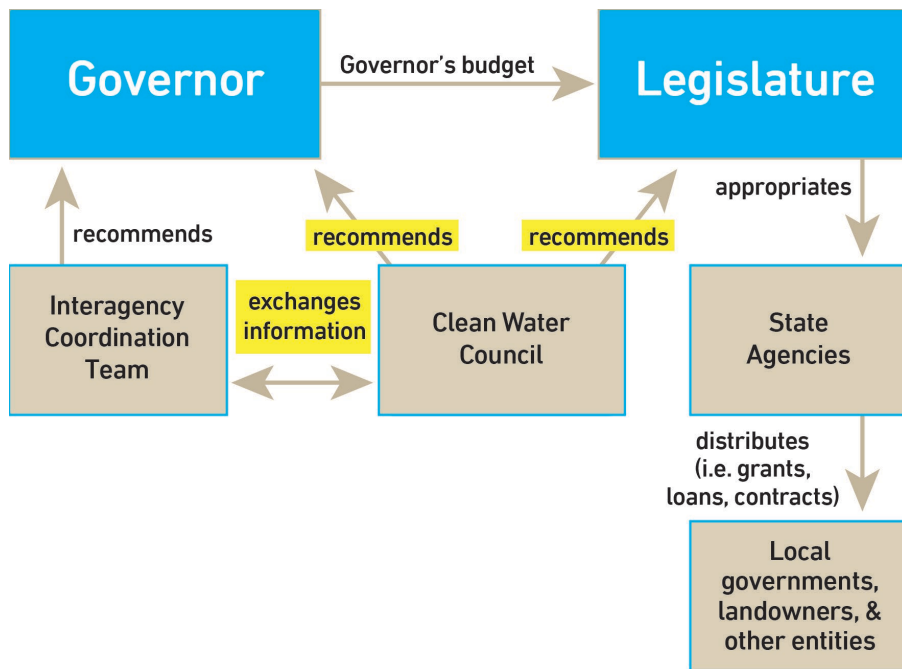 Governor
Governor's budget
Legislature
recommends
recommends
recommends
appropriates
Interagency
Coordination
Team
exchanges
information
Clean Water
Council
State
Agencies
distributes
(i.e. grants,
loans, contracts)
Local
governments,
landowners, &
other entities